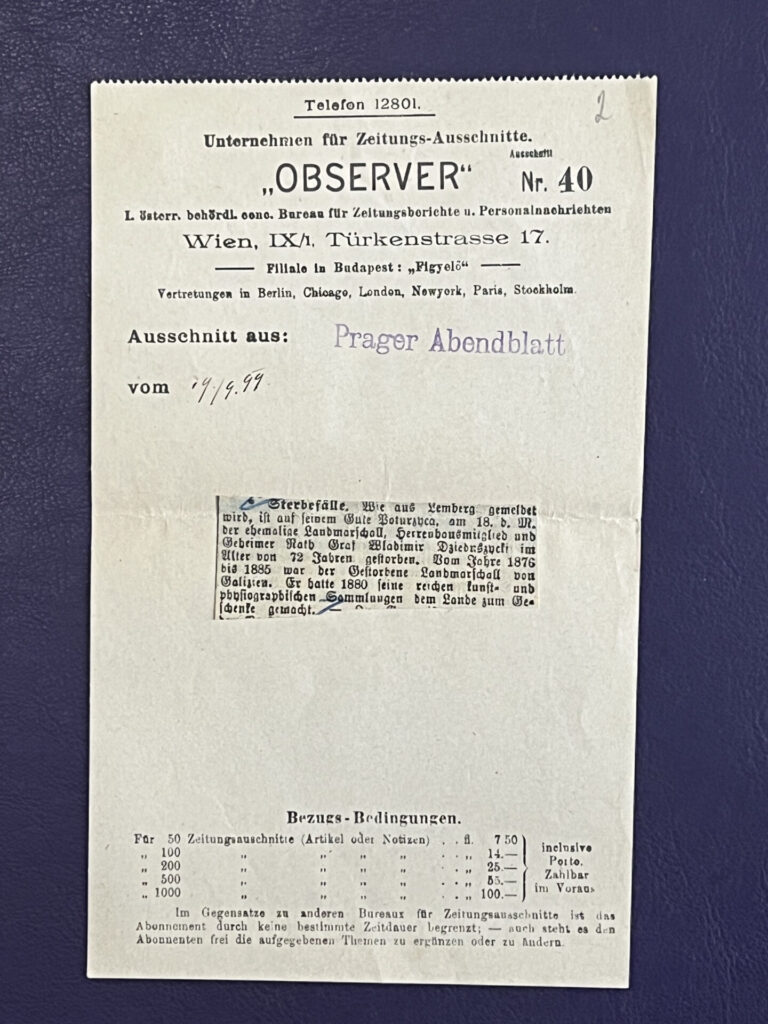 Telefon 12801.
2
Unternehmen für Zeitungs-Ausschnitte.
Ausschnitt
„OBSERVER“ Nr. 40
I. österr. behördl. conc. Bureau für Zeitungsberichte u. Personalnachrichten
Wien, IX/1, Türkenstrasse 17.
Filiale in Budapest: „Figyelő“
Vertretungen in Berlin, Chicago, London, Newyork, Paris, Stockholm.
Ausschnitt aus: Prager Abendblatt
vom 19./9.99
Sterbefälle. Wie aus Lemberg gemeldet
wird, ist auf seinem Gute Poturzyca, am 18. d. M.
der ehemalige Landmarschall, Herrenhausmitglied und
Geheimer Rath Graf Wladimir Dzieduszycki im
Alter von 72 Jahren gestorben. Vom Jahre 1876
bis 1885 war der Gestorbene Landmarschall von
Galizien. Er hatte 1880 seine reichen kunst- und
physiographischen Sammlungen dem Lande zum Ge-
schenke gemacht. —
Bezugs-Bedingungen.
Für 50 Zeitungsauschnitte (Artikel oder Notizen) . . fl. 7 50
„ 100 „ „ „ „ . . „ 14.—
„ 200 „ „ „ „ . . „ 25.—
„ 500 „ „ „ „ . . „ 55.—
„ 1000 „ „ „ „ . . „ 100.—
inclusive
Porto.
Zahlbar
im Voraus
Im Gegensatze zu anderen Bureaux für Zeitungsausschnitte ist das
Abonnement durch keine bestimmte Zeitdauer begrenzt; — auch steht es den
Abonnenten frei die aufgegebenen Themen zu ergänzen oder zu ändern.